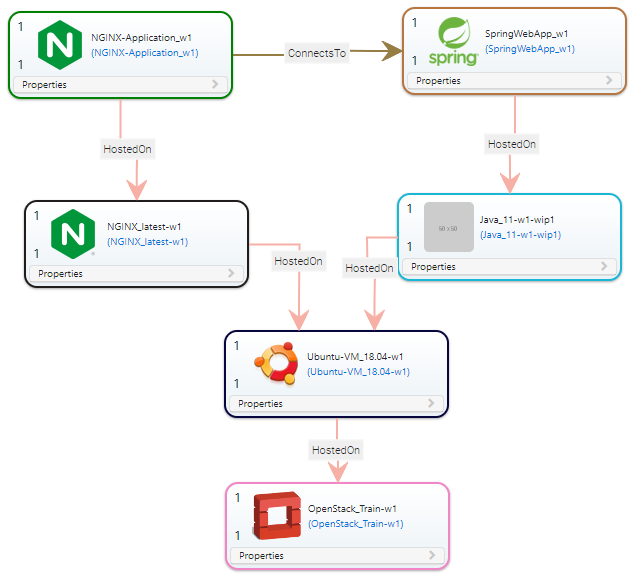 1
NGINX-Application_w1
(NGINX-Application_w1)
1
Properties
ConnectsTo
1
spring
SpringWebApp_w1
(SpringWebApp_w1)
1
Properties
HostedOn
HostedOn
1
NGINX_latest-w1
(NGINX_latest-w1)
1
Properties
1
50 x 50
Java_11-w1-wip1
(Java_11-w1-wip1)
1
Properties
HostedOn
HostedOn
1
Ubuntu-VM_18.04-w1
(Ubuntu-VM_18.04-w1)
1
Properties
HostedOn
1
OpenStack_Train-w1
(OpenStack_Train-w1)
1
Properties